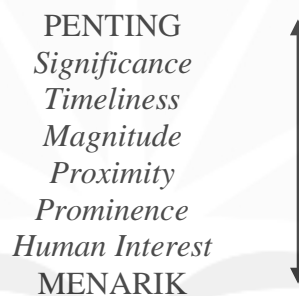 PENTING
Significance
Timeliness
Magnitude
Proximity
Prominence
Human Interest
MENARIK